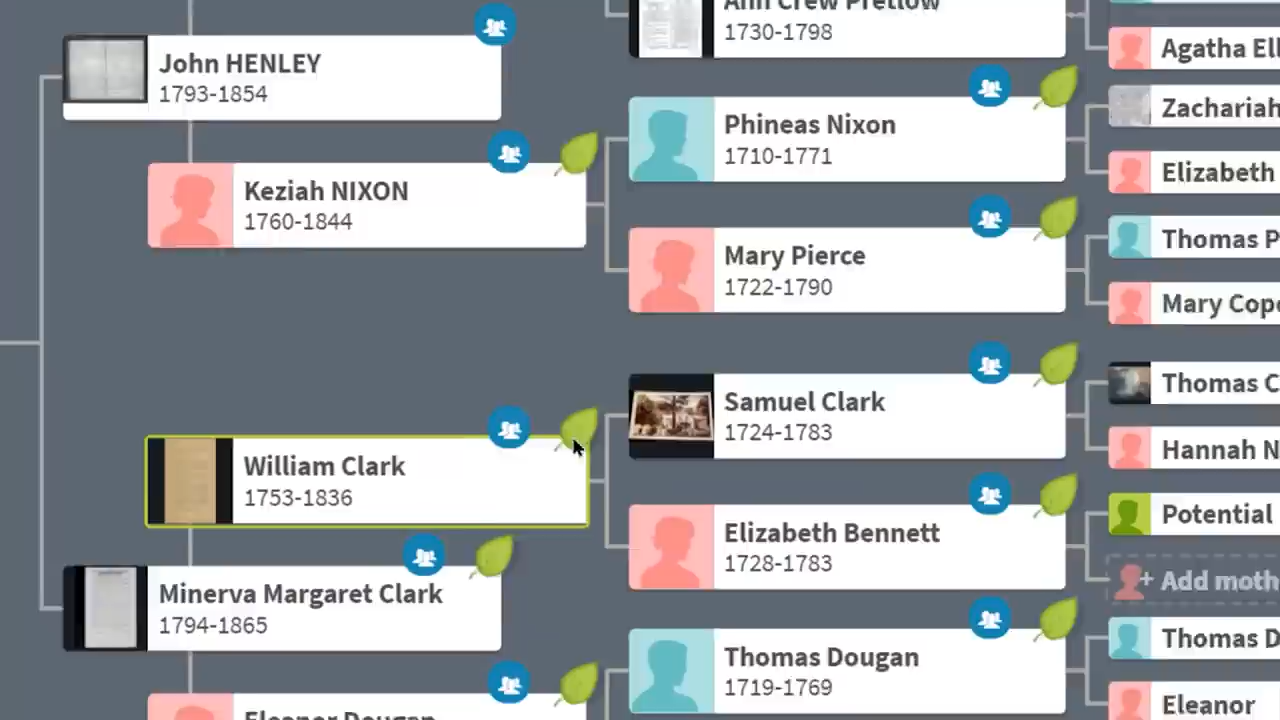 John HENLEY
1793-1854
Keziah NIXON
1760-1844
William Clark
1753-1836
Minerva Margaret Clark
1794-1865
Eleanor Dougan
Ann Crew Pretlow
1730-1798
Phineas Nixon
1710-1771
Mary Pierce
1722-1790
Samuel Clark
1724-1783
Elizabeth Bennett
1728-1783
Thomas Dougan
1719-1769
Agatha Ell
Zachariah
Elizabeth
Thomas P
Mary Cope
Thomas C
Hannah N
Potential
Add moth
Thomas D
Eleanor